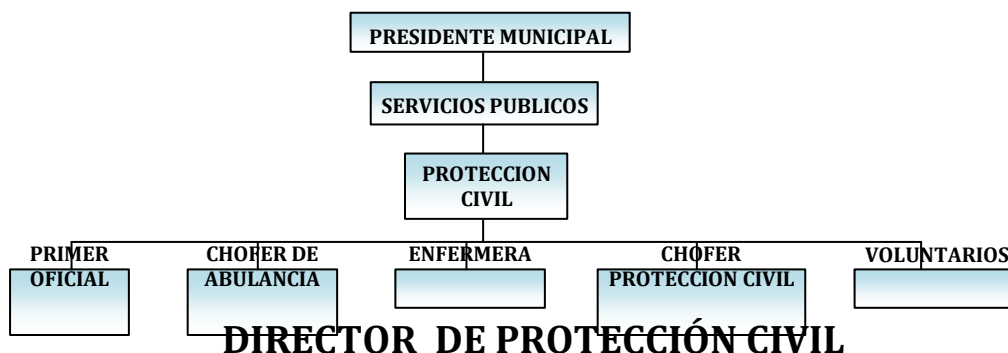 PRESIDENTE MUNICIPAL
SERVICIOS PUBLICOS
PROTECCION
CIVIL
PRIMER
OFICIAL
CHOFER DE
ABULANCIA
ENFERMERA
CHOFER
PROTECCION CIVIL
VOLUNTARIOS
DIRECTOR DE PROTECCIÓN CIVIL